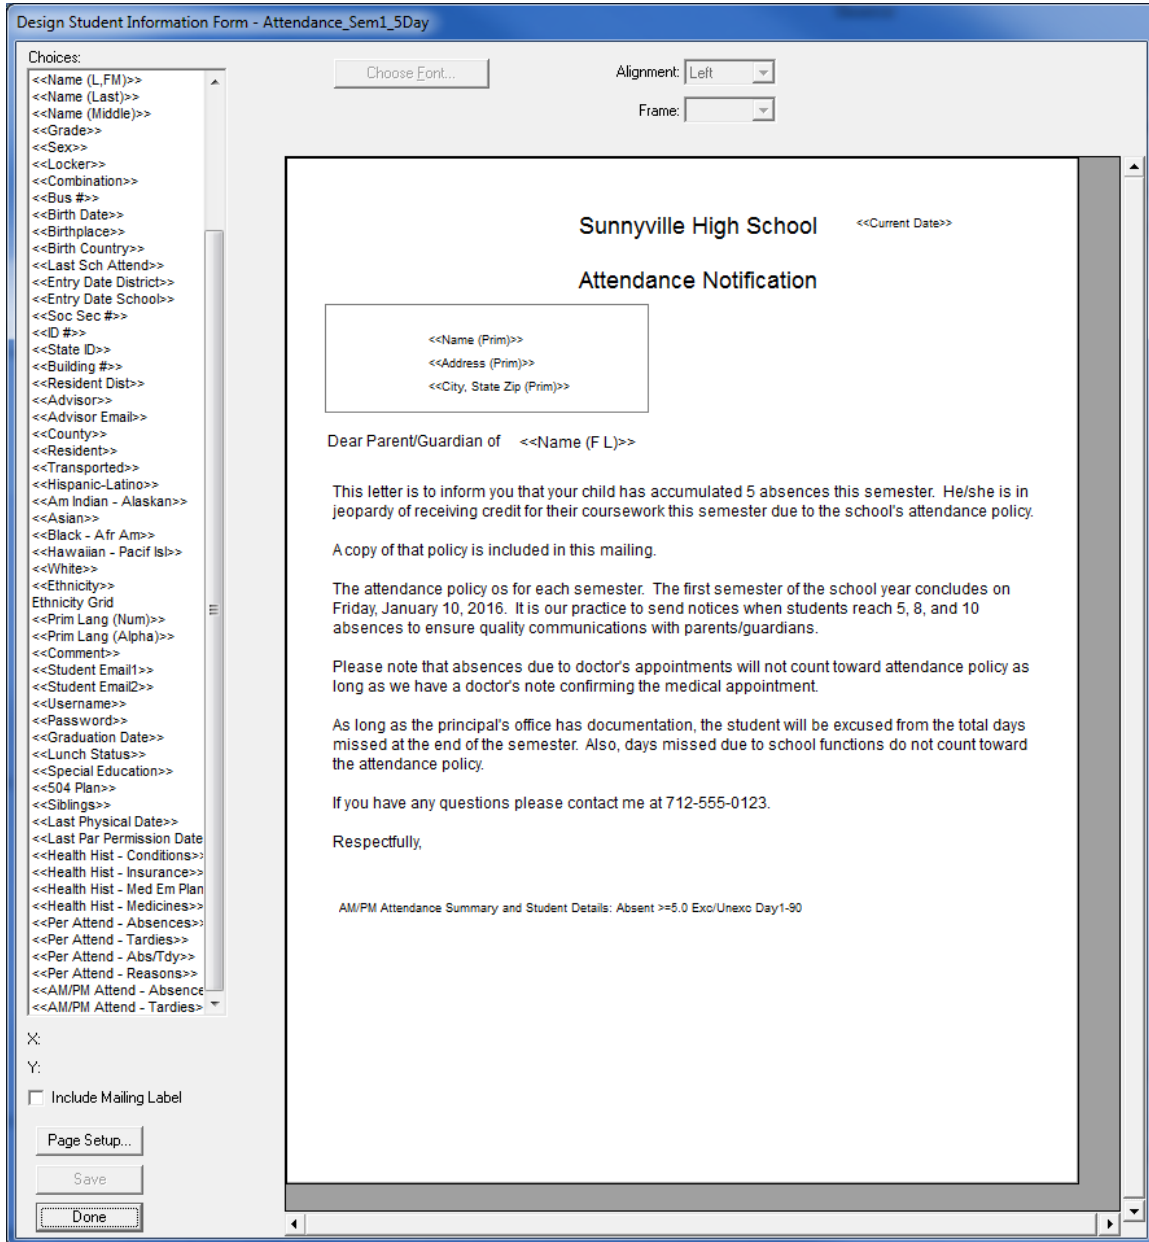 Design Student Information Form - Attendance_Sem1_5Day
Choices:
<<Name (L,FM)>>
<<Name (Last)>>
<<Name (Middle)>>
<<Grade>>
<<Sex>>
<<Locker>>
<<Combination>>
<<Bus #>>
<<Birth Date>>
<<Birthplace>>
<<Birth Country>>
<<Last Sch Attend>>
<<Entry Date District>>
<<Entry Date School>>
<<Soc Sec #>>
<<ID #>>
<<State ID>>
<<Building #>>
<<Resident Dist>>
<<Advisor>>
<<Advisor Email>>
<<County>>
<<Resident>>
<<Transported>>
<<Hispanic-Latino>>
<<Am Indian - Alaskan>>
<<Asian>>
<<Black - Afr Am>>
<<Hawaiian - Pacif Isl>>
<<White>>
<<Ethnicity>>
Ethnicity Grid
<<Prim Lang (Num)>>
<<Prim Lang (Alpha)>>
<<Comment>>
<<Student Email1>>
<<Student Email2>>
<<Username>>
<<Password>>
<<Graduation Date>>
<<Lunch Status>>
<<Special Education>>
<<504 Plan>>
<<Siblings>>
<<Last Physical Date>>
<<Last Par Permission Date
<<Health Hist - Conditions>>
<<Health Hist - Insurance>>
<<Health Hist - Med Em Plan
<<Health Hist - Medicines>>
<<Per Attend - Absences>>
<<Per Attend - Tardies>>
<<Per Attend - Abs/Tdy>>
<<Per Attend - Reasons>>
<<AM/PM Attend - Absence
<<AM/PM Attend - Tardies>
X:
Y:
Include Mailing Label
Page Setup...
Save
Done
Choose Font...
Alignment: Left
Frame:
Sunnyville High School <<Current Date>>
Attendance Notification
<<Name (Prim)>>
<<Address (Prim)>>
<<City, State Zip (Prim)>>
Dear Parent/Guardian of <<Name (F L)>>
This letter is to inform you that your child has accumulated 5 absences this semester. He/she is in
jeopardy of receiving credit for their coursework this semester due to the school's attendance policy.
A copy of that policy is included in this mailing.
The attendance policy os for each semester. The first semester of the school year concludes on
Friday, January 10, 2016. It is our practice to send notices when students reach 5, 8, and 10
absences to ensure quality communications with parents/guardians.
Please note that absences due to doctor's appointments will not count toward attendance policy as
long as we have a doctor's note confirming the medical appointment.
As long as the principal's office has documentation, the student will be excused from the total days
missed at the end of the semester. Also, days missed due to school functions do not count toward
the attendance policy.
If you have any questions please contact me at 712-555-0123.
Respectfully,
AM/PM Attendance Summary and Student Details: Absent >=5.0 Exc/Unexc Day1-90